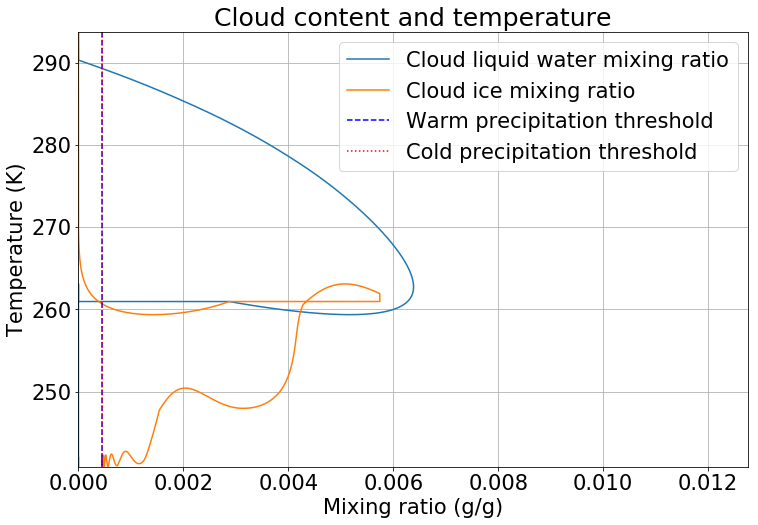 Cloud content and temperature
Cloud liquid water mixing ratio
Cloud ice mixing ratio
Warm precipitation threshold
Cold precipitation threshold
Temperature (K)
290
280
270
260
250
0.000 0.002 0.004 0.006 0.008 0.010 0.012
Mixing ratio (g/g)